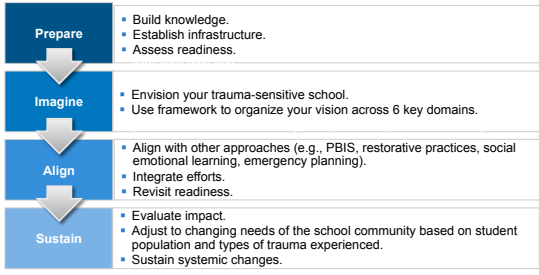 Prepare
▪ Build knowledge.
▪ Establish infrastructure.
▪ Assess readiness.
Imagine
▪ Envision your trauma-sensitive school.
▪ Use framework to organize your vision across 6 key domains.
Align
▪ Align with other approaches (e.g., PBIS, restorative practices, social
emotional learning, emergency planning).
▪ Integrate efforts.
▪ Revisit readiness.
Sustain
▪ Evaluate impact.
▪ Adjust to changing needs of the school community based on student
population and types of trauma experienced.
▪ Sustain systemic changes.